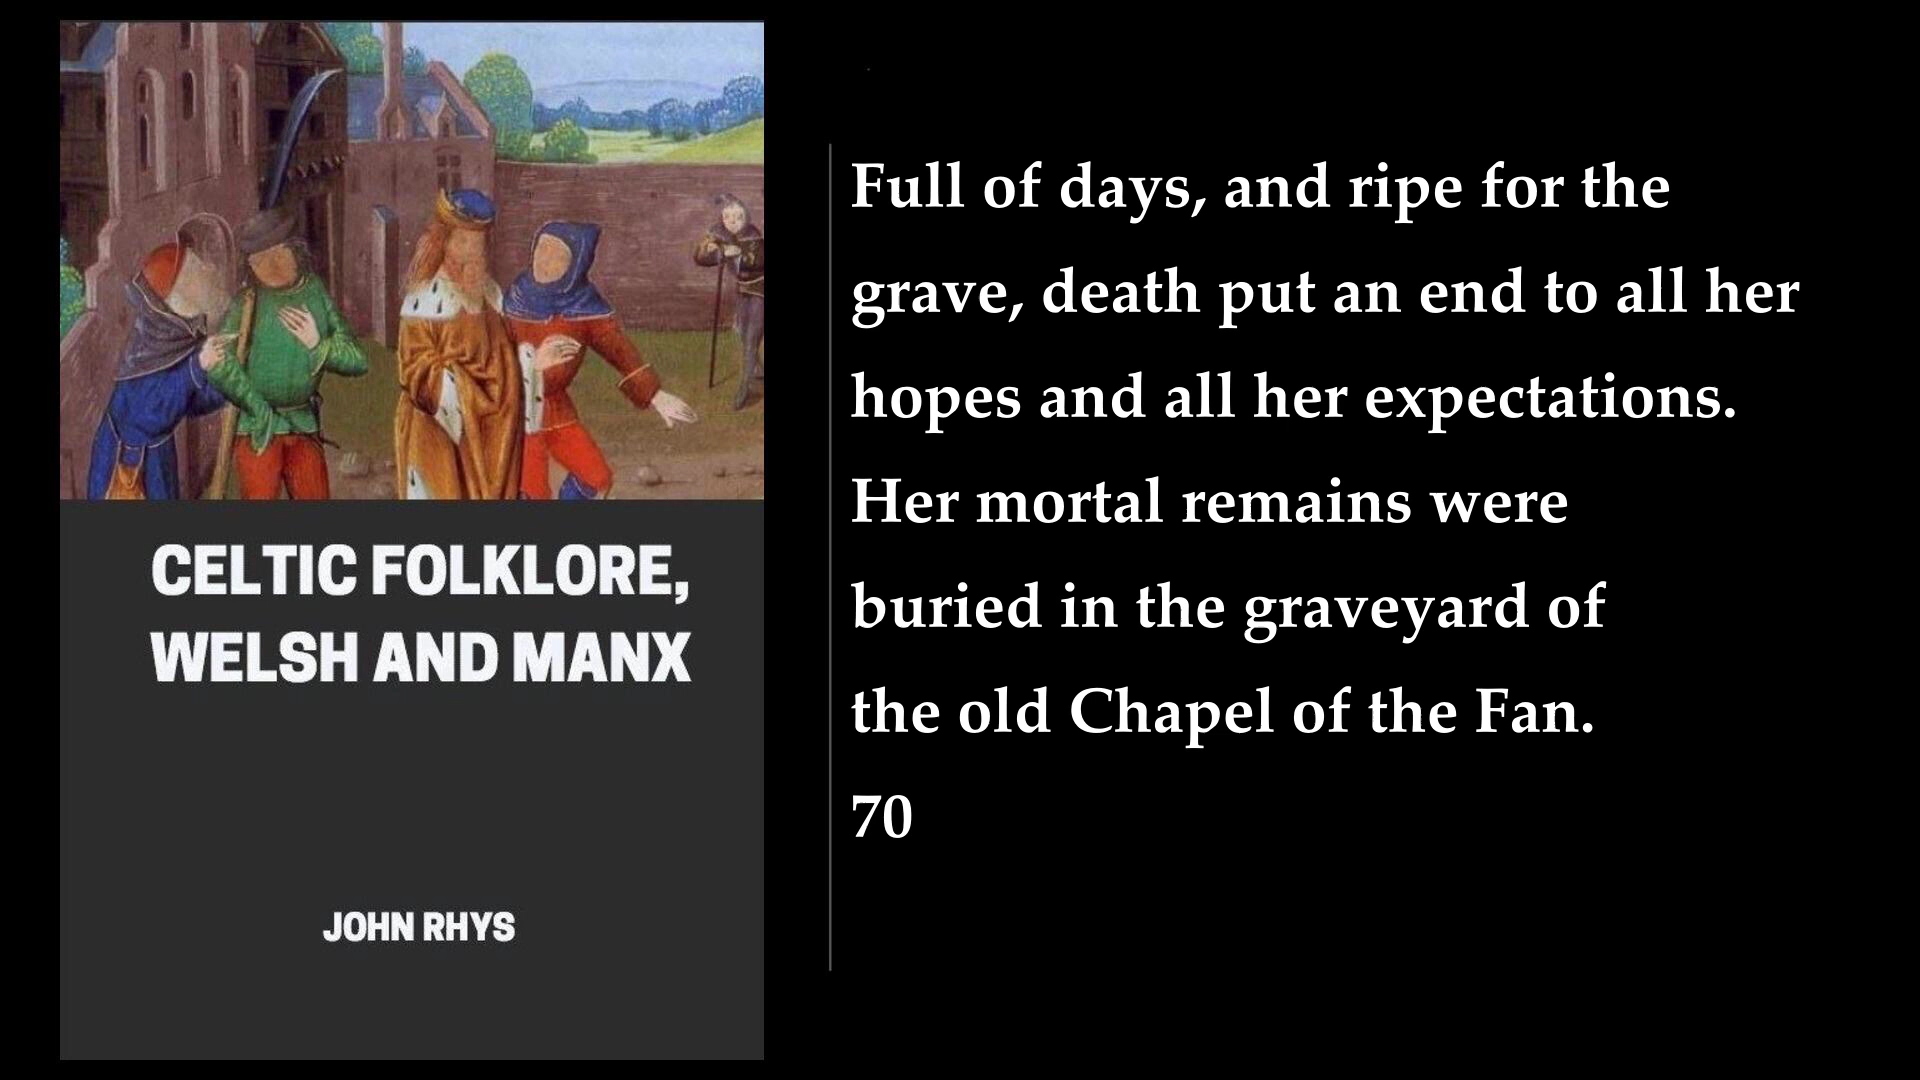 CELTIC FOLKLORE,
WELSH AND MANX
JOHN RHYS
Full of days, and ripe for the
grave, death put an end to all her
hopes and all her expectations.
Her mortal remains were
buried in the graveyard of
the old Chapel of the Fan.
70